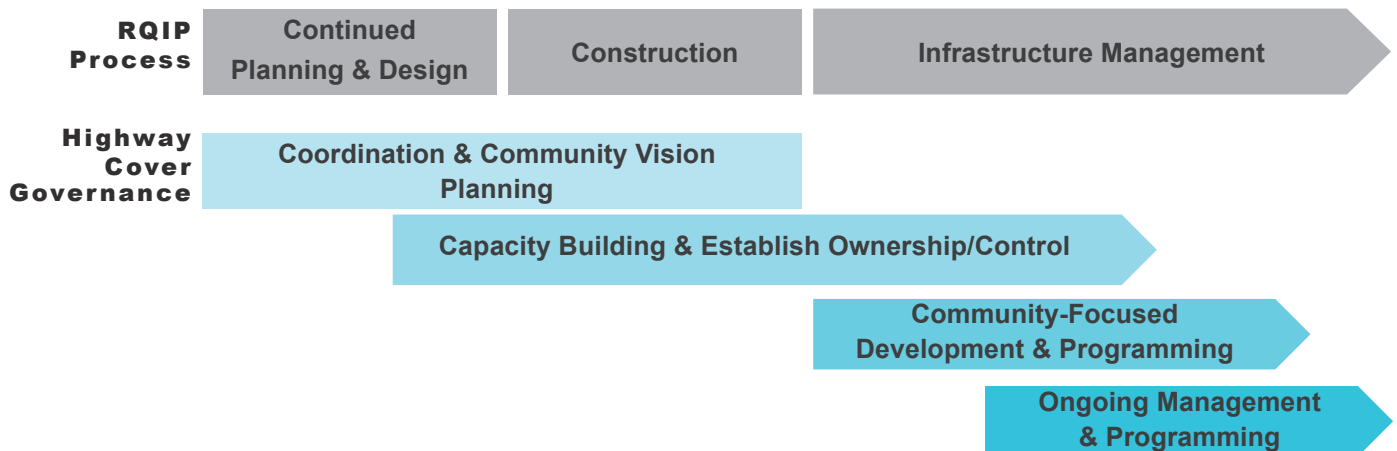 RQIP
Process
Continued
Planning & Design
Construction
Infrastructure Management
Highway
Cover
Governance
Coordination & Community Vision
Planning
Capacity Building & Establish Ownership/Control
Community-Focused
Development & Programming
Ongoing Management
& Programming